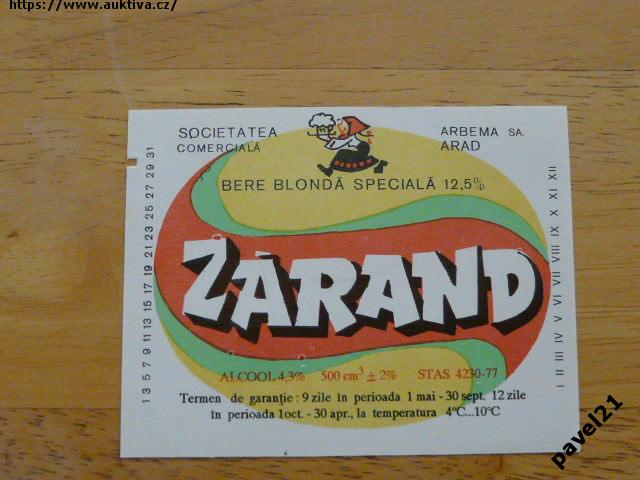 https://www.auktiva.cz/
SOCIETATEA
COMERCIALĂ
ARBEMA SA.
ARAD
BERE BLONDĂ SPECIALĂ 12,5%
ZĂRAND
ALCOOL 4,3% 500 cm³ ± 2% STAS 4230-77
Termen de garanție : 9 zile în perioada 1 mai - 30 sept. 12 zile
în perioada 1 oct. - 30 apr., la temperatura 4°C...10°C
1 3 5 7 9 11 13 15 17 19 21 23 25 27 29 31
I II III IV V VI VII VIII IX X XI XII
pavel21